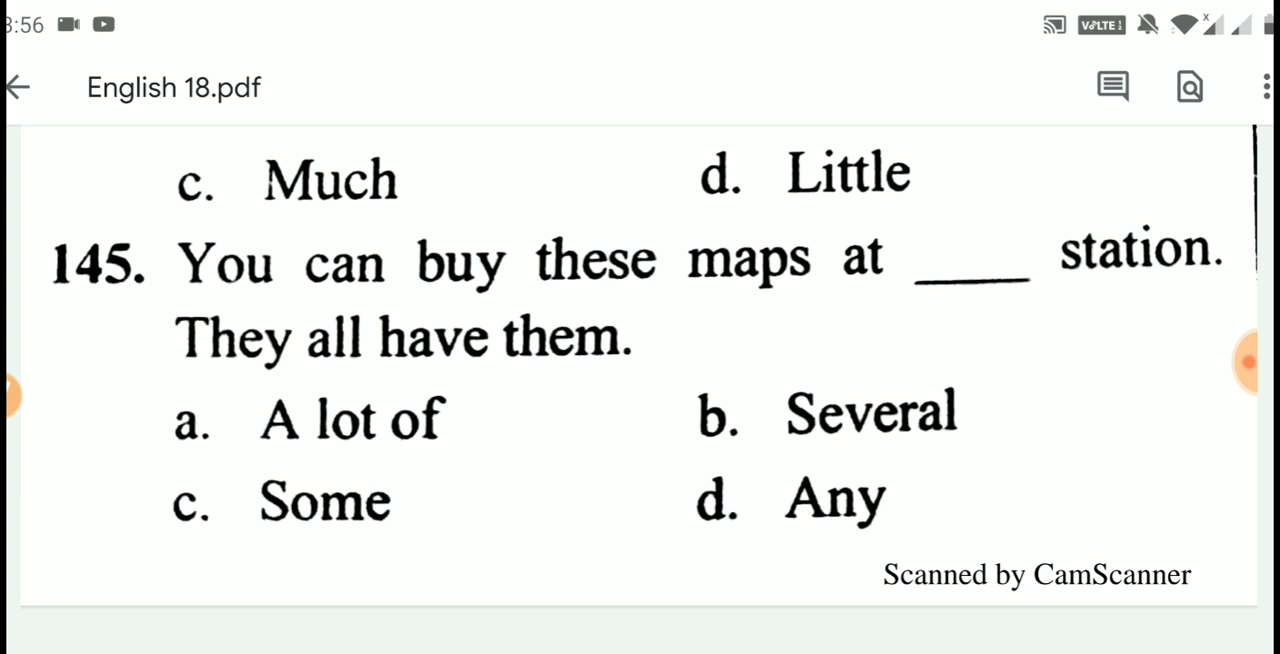 3:56 VoLTE 1
English 18.pdf
c. Much d. Little
145. You can buy these maps at ____ station.
They all have them.
a. A lot of b. Several
c. Some d. Any
Scanned by CamScanner